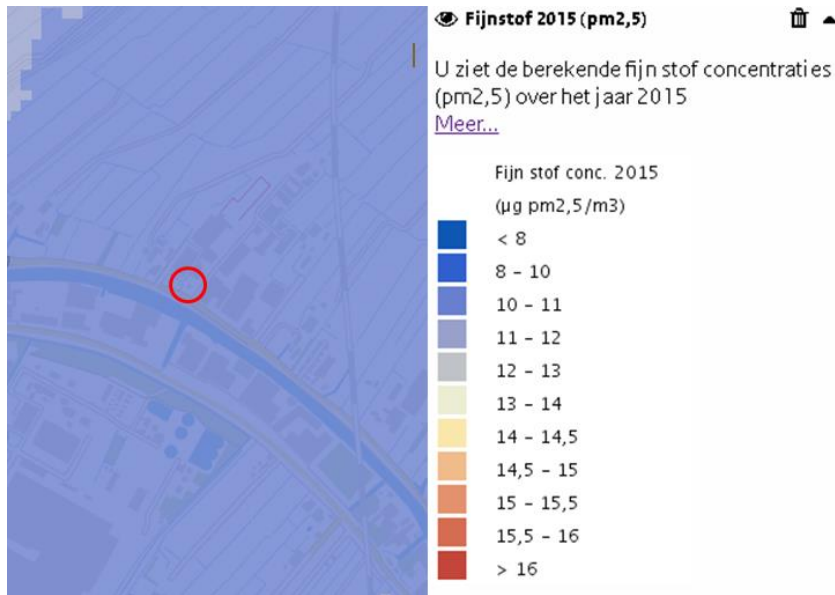 Fijnstof 2015 (pm2,5)
U ziet de berekende fijn stof concentraties
(pm2,5) over het jaar 2015
Meer...
Fijn stof conc. 2015
(µg pm2,5/m3)
< 8
8 – 10
10 – 11
11 – 12
12 – 13
13 – 14
14 – 14,5
14,5 – 15
15 – 15,5
15,5 – 16
> 16